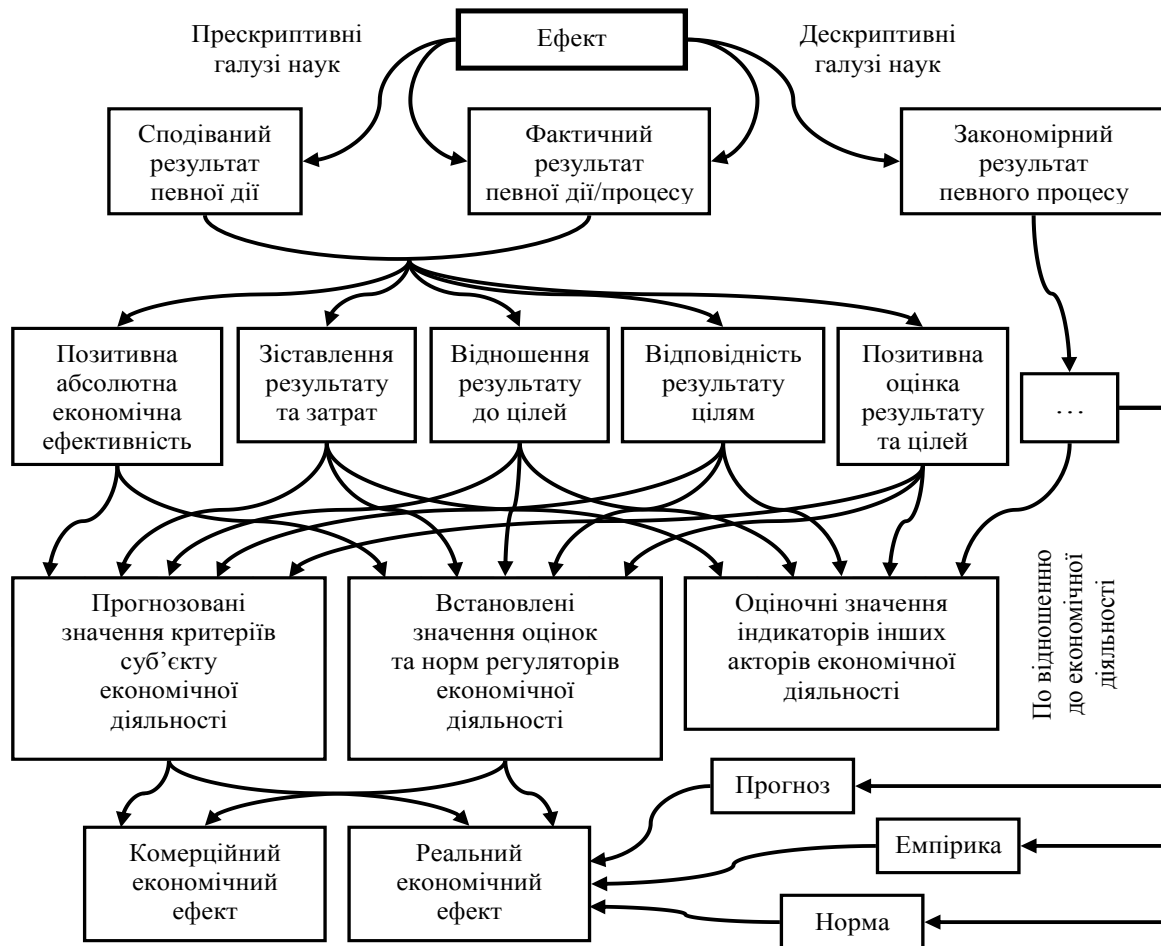 Прескриптивні
галузі наук
Ефект
Дескриптивні
галузі наук
Сподіваний
результат
певної дії
Фактичний
результат
певної дії/процесу
Закономірний
результат
певного процесу
Позитивна
абсолютна
економічна
ефективність
Зіставлення
результату
та затрат
Відношення
результату
до цілей
Відповідність
результату
цілям
Позитивна
оцінка
результату
та цілей
…
Прогнозовані
значення критеріїв
суб’єкту
економічної
діяльності
Встановлені
значення оцінок
та норм регуляторів
економічної
діяльності
Оціночні значення
індикаторів інших
акторів економічної
діяльності
По відношенню
до економічної
діяльності
Прогноз
Емпірика
Норма
Комерційний
економічний
ефект
Реальний
економічний
ефект